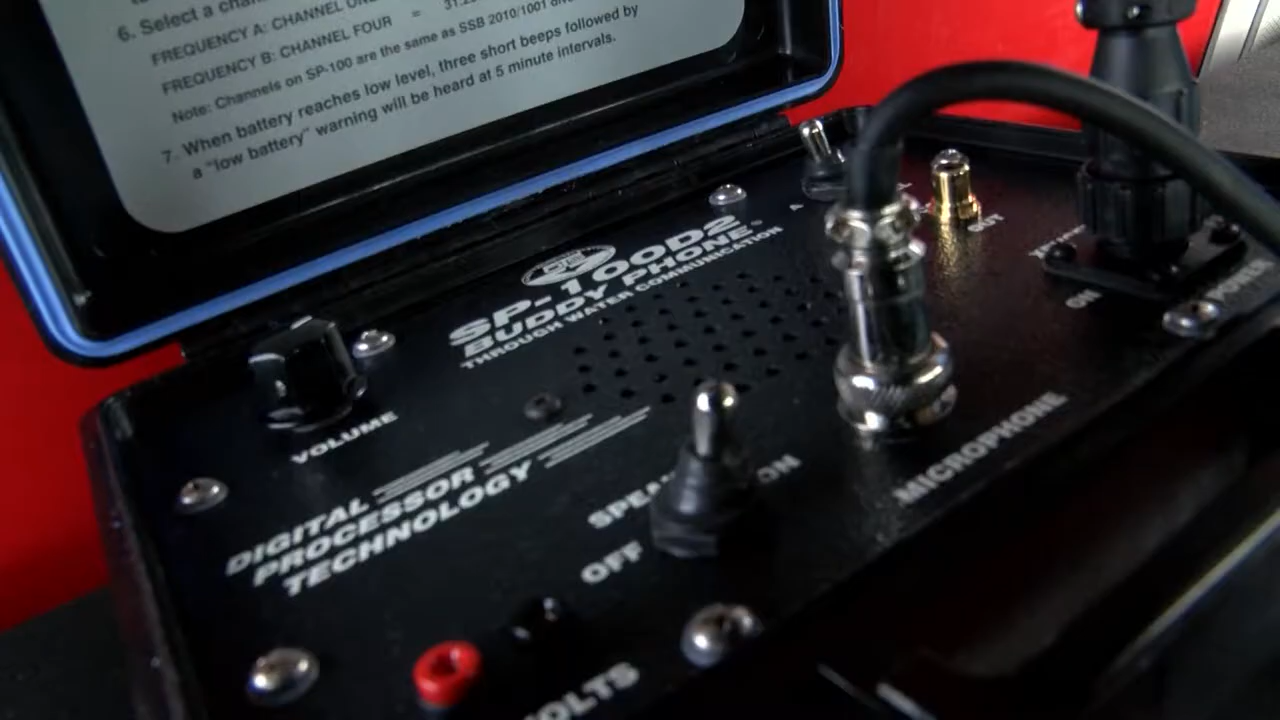 6. Select a
FREQUENCY A: CHANNEL
FREQUENCY B: CHANNEL FOUR =
Note: Channels on SP-100 are the same as SSB 2010/1001
7. When battery reaches low level, three short beeps followed by
a "low battery" warning will be heard at 5 minute intervals.
SP-100D2
BUDDY PHONE®
THROUGH WATER COMMUNICATION
OUT
ON
POWER
VOLUME
DIGITAL
PROCESSOR
TECHNOLOGY
ON
OFF
MICROPHONE